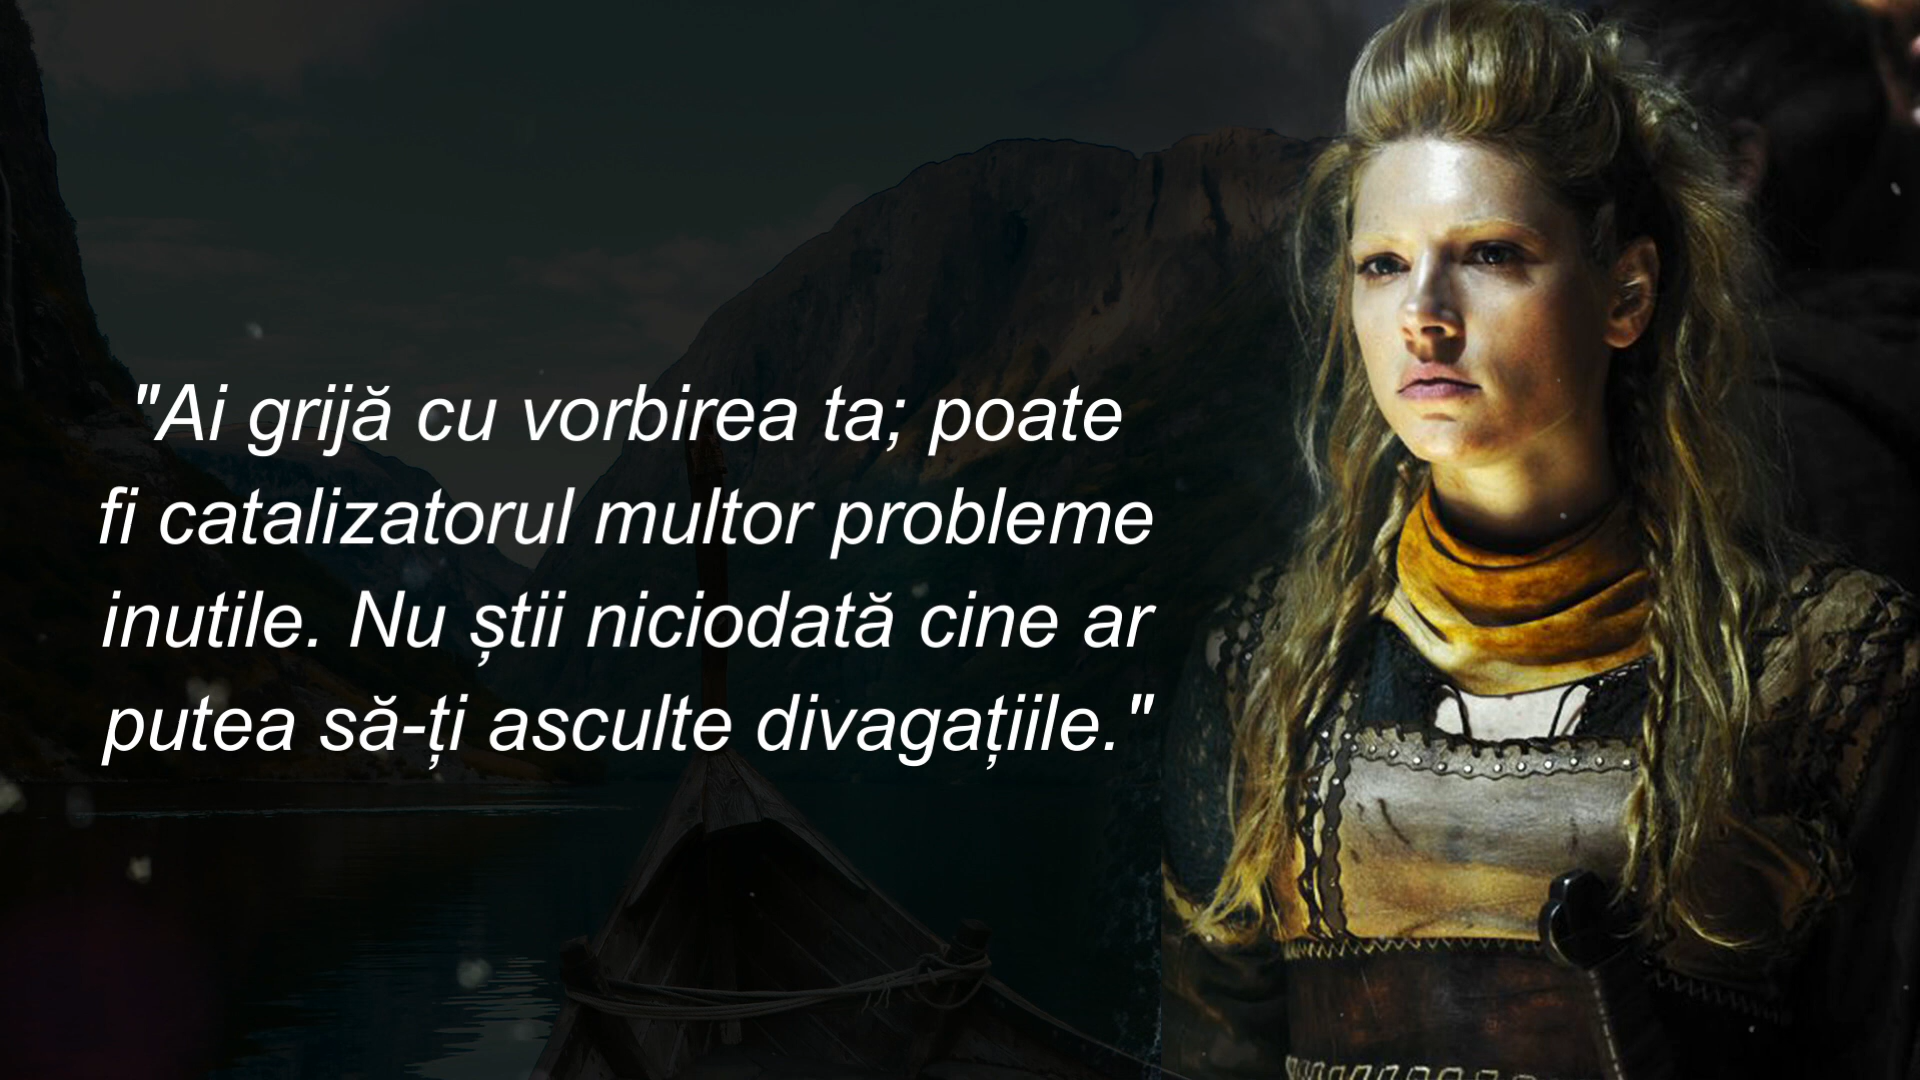 "Ai grijă cu vorbirea ta; poate
fi catalizatorul multor probleme
inutile. Nu știi niciodată cine ar
putea să-ți asculte divagațiile."